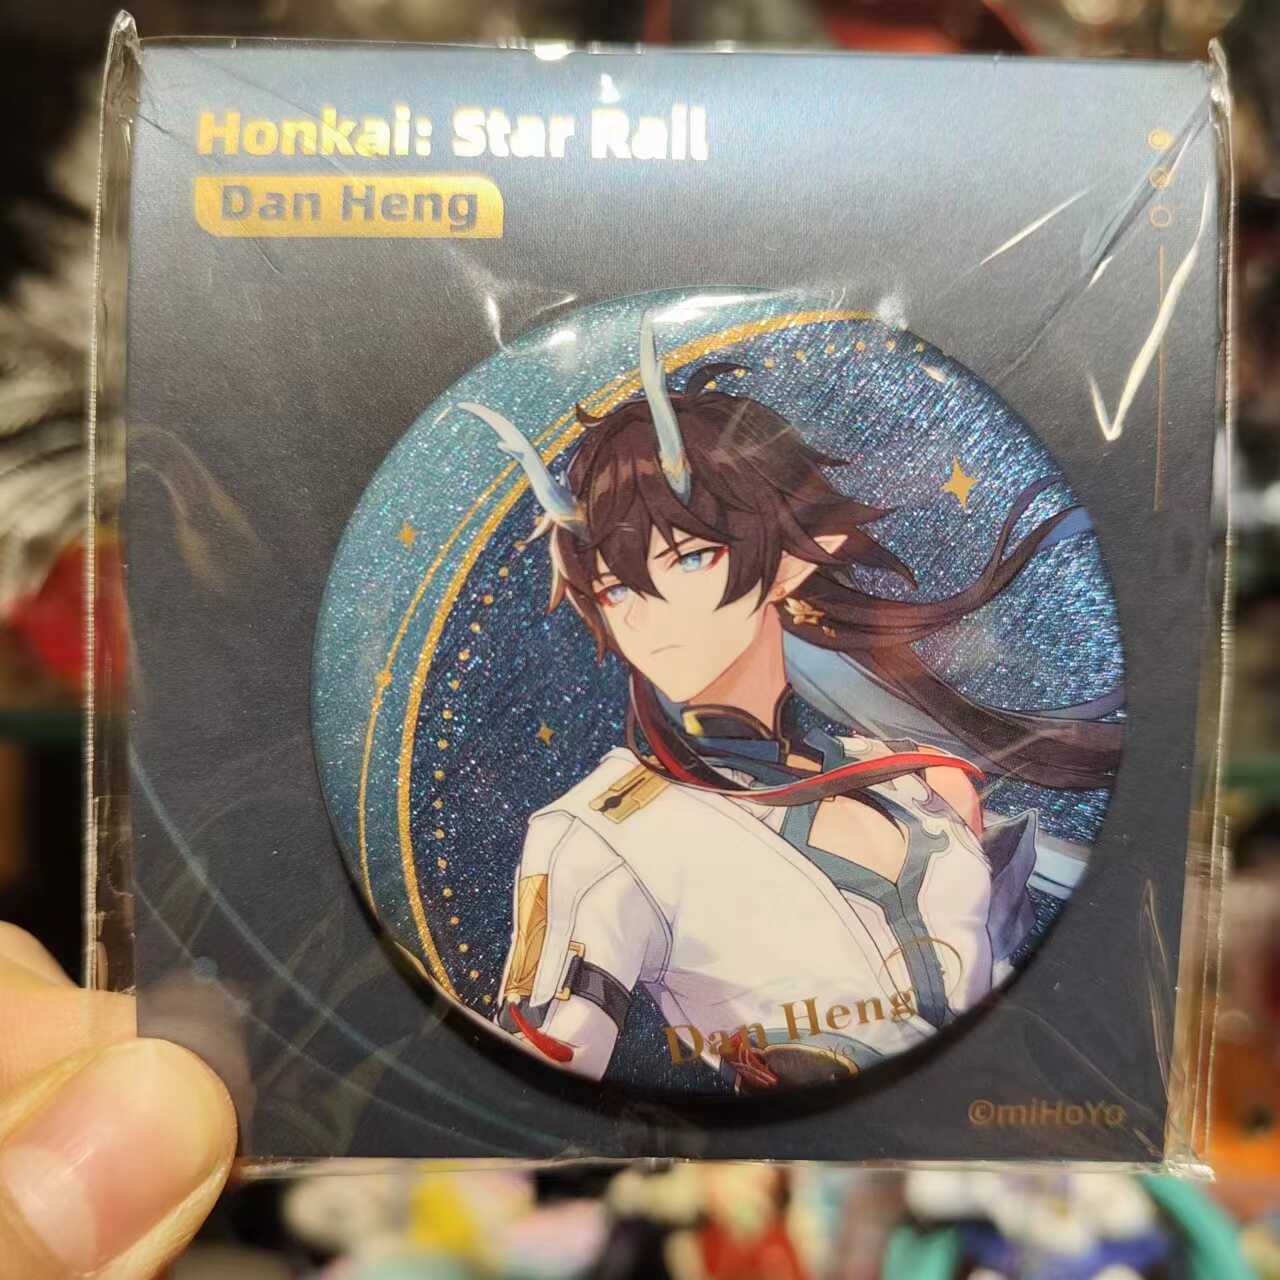 Honkai: Star Rail
Dan Heng
Dan Heng
©miHoYo